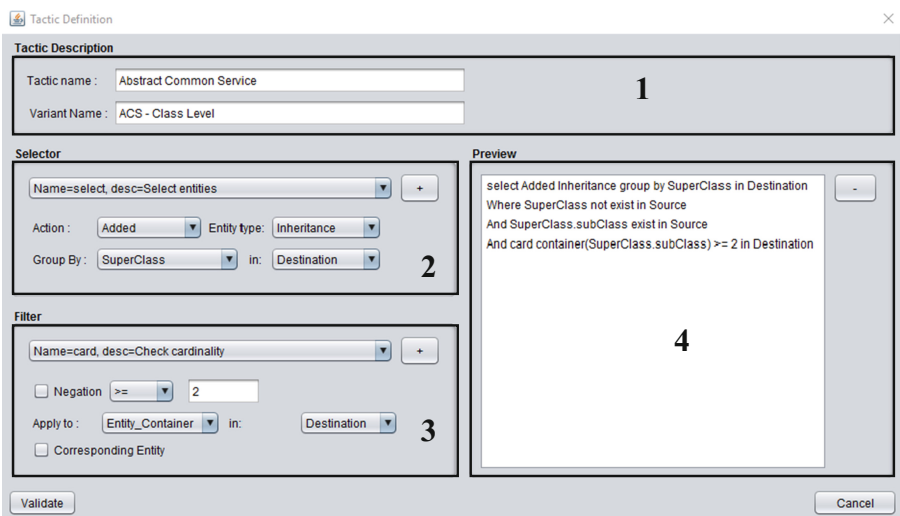 Tactic Definition
Tactic Description
Tactic name :
Abstract Common Service
1
Variant Name :
ACS - Class Level
Selector
Name=select, desc=Select entities
+
Action :
Added
Entity type:
Inheritance
Group By :
SuperClass
in:
Destination
2
Filter
Name=card, desc=Check cardinality
+
Negation
>=
2
Apply to :
Entity_Container
in:
Destination
3
Corresponding Entity
Preview
select Added Inheritance group by SuperClass in Destination
-
Where SuperClass not exist in Source
And SuperClass.subClass exist in Source
And card container(SuperClass.subClass) >= 2 in Destination
4
Validate
Cancel